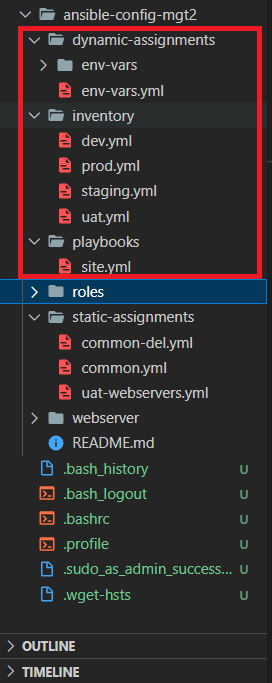 ansible-config-mgt2
dynamic-assignments
env-vars
env-vars.yml
inventory
dev.yml
prod.yml
staging.yml
uat.yml
playbooks
site.yml
roles
static-assignments
common-del.yml
common.yml
uat-webservers.yml
webserver
README.md
.bash_history U
.bash_logout U
.bashrc U
.profile U
.sudo_as_admin_success... U
.wget-hsts U
OUTLINE
TIMELINE